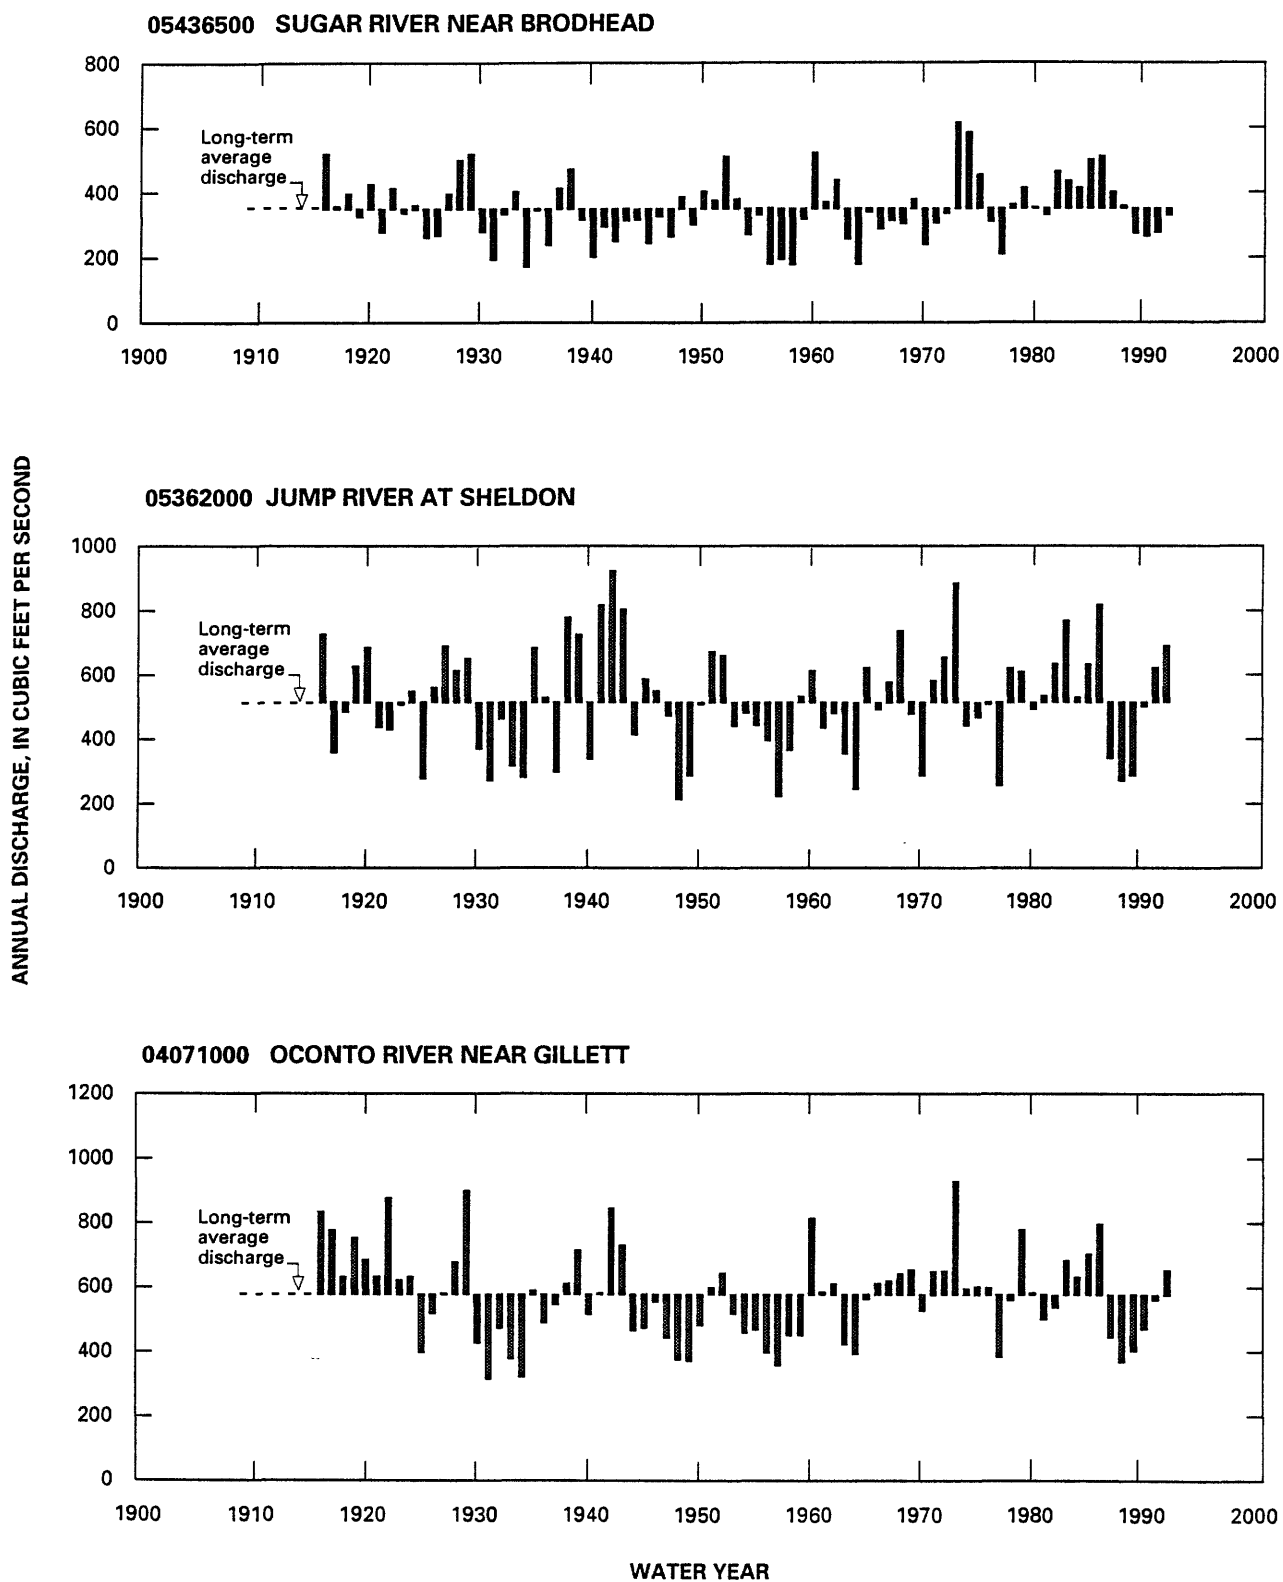 05436500 SUGAR RIVER NEAR BRODHEAD
800
600
400
200
0
Long-term
average
discharge
1900 1910 1920 1930 1940 1950 1960 1970 1980 1990 2000
ANNUAL DISCHARGE, IN CUBIC FEET PER SECOND
05362000 JUMP RIVER AT SHELDON
1000
800
600
400
200
0
Long-term
average
discharge
1900 1910 1920 1930 1940 1950 1960 1970 1980 1990 2000
04071000 OCONTO RIVER NEAR GILLETT
1200
1000
800
600
400
200
0
Long-term
average
discharge
1900 1910 1920 1930 1940 1950 1960 1970 1980 1990 2000
WATER YEAR